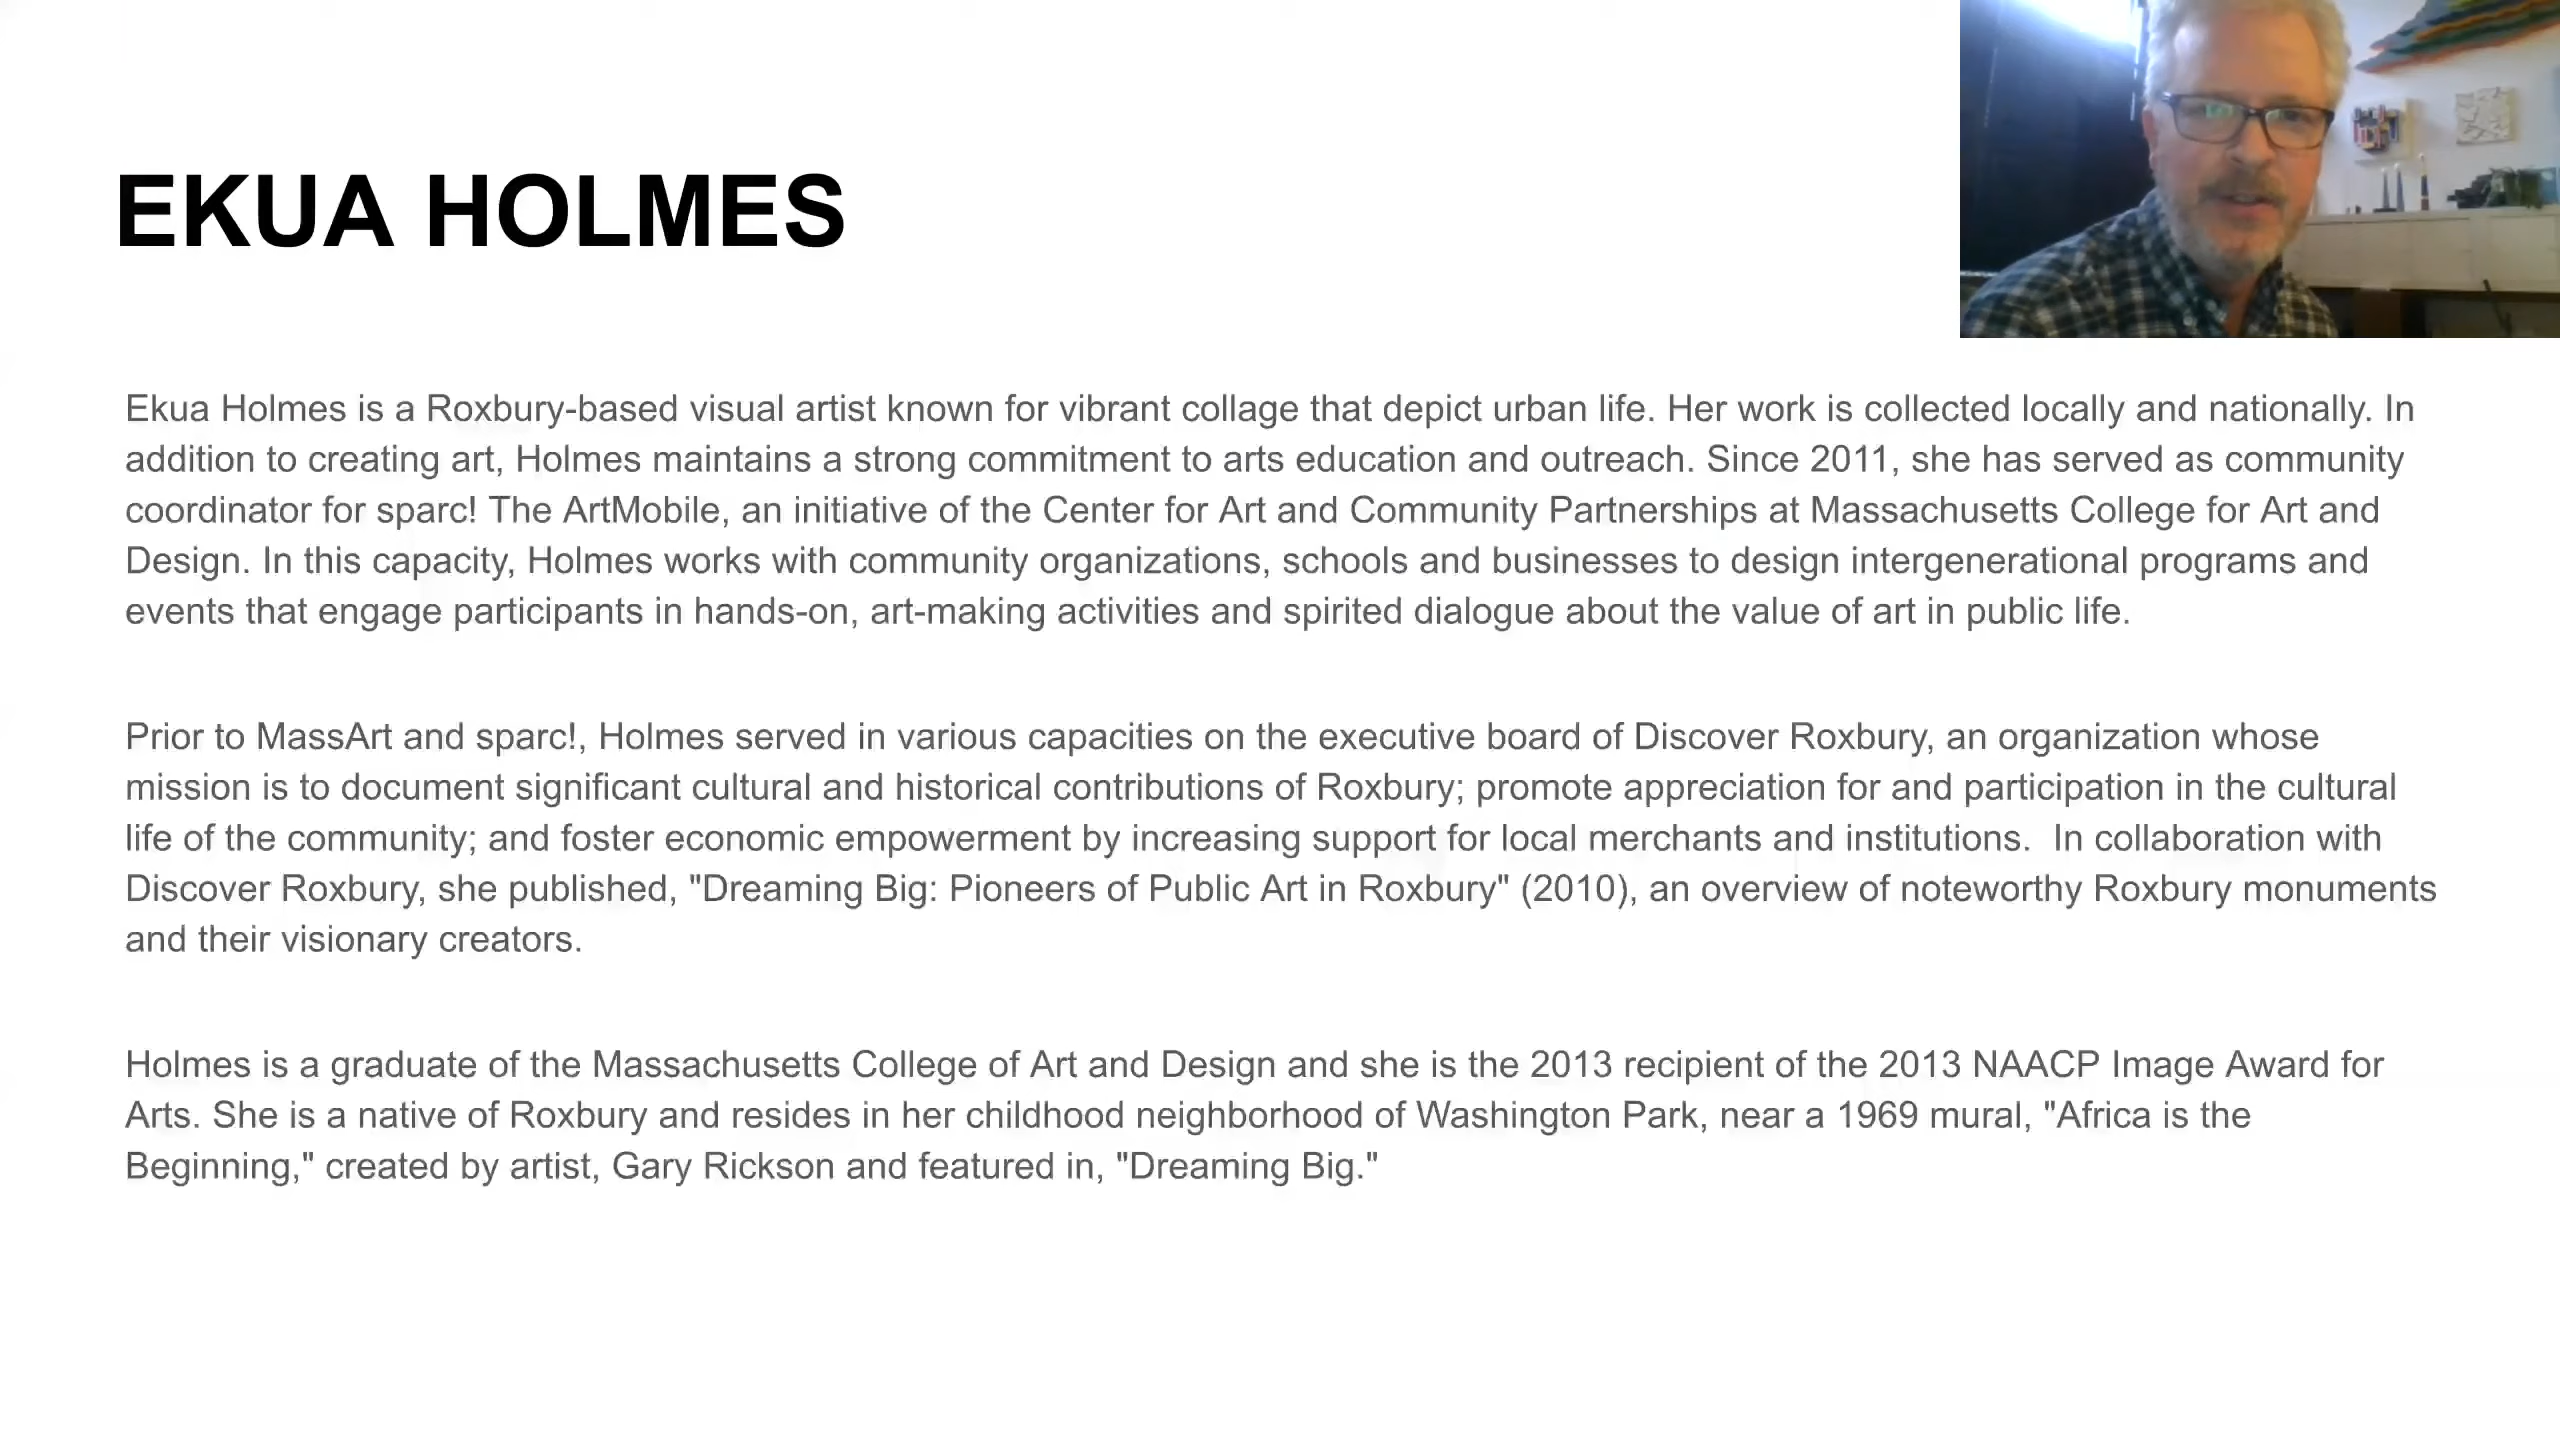 EKUA HOLMES
Ekua Holmes is a Roxbury-based visual artist known for vibrant collage that depict urban life. Her work is collected locally and nationally. In
addition to creating art, Holmes maintains a strong commitment to arts education and outreach. Since 2011, she has served as community
coordinator for sparc! The ArtMobile, an initiative of the Center for Art and Community Partnerships at Massachusetts College for Art and
Design. In this capacity, Holmes works with community organizations, schools and businesses to design intergenerational programs and
events that engage participants in hands-on, art-making activities and spirited dialogue about the value of art in public life.
Prior to MassArt and sparc!, Holmes served in various capacities on the executive board of Discover Roxbury, an organization whose
mission is to document significant cultural and historical contributions of Roxbury; promote appreciation for and participation in the cultural
life of the community; and foster economic empowerment by increasing support for local merchants and institutions.  In collaboration with
Discover Roxbury, she published, "Dreaming Big: Pioneers of Public Art in Roxbury" (2010), an overview of noteworthy Roxbury monuments
and their visionary creators.
Holmes is a graduate of the Massachusetts College of Art and Design and she is the 2013 recipient of the 2013 NAACP Image Award for
Arts. She is a native of Roxbury and resides in her childhood neighborhood of Washington Park, near a 1969 mural, "Africa is the
Beginning," created by artist, Gary Rickson and featured in, "Dreaming Big."